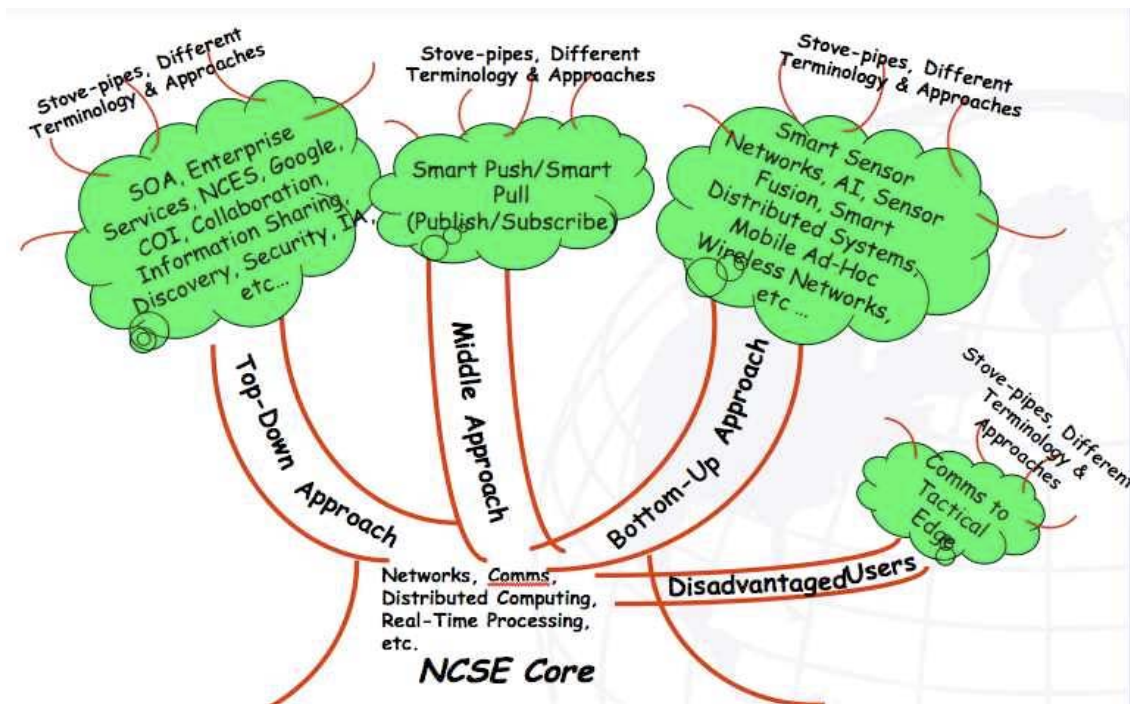 Stove-pipes, Different
Terminology & Approaches
SOA, Enterprise
Services, NCES, Google,
COI, Collaboration,
Information Sharing,
Discovery, Security, IA,
etc...
Stove-pipes, Different
Terminology & Approaches
Smart Push/Smart
Pull
(Publish/Subscribe)
Stove-pipes, Different
Terminology & Approaches
Smart Sensor
Networks, AI, Sensor
Fusion, Smart
Distributed Systems,
Mobile Ad-Hoc
Wireless Networks,
etc ...
Top-Down Approach
Middle Approach
Bottom-Up Approach
Stove-pipes, Different
Terminology &
Approaches
Comms to
Tactical
Edge
Disadvantaged Users
Networks, Comms,
Distributed Computing,
Real-Time Processing,
etc.
NCSE Core